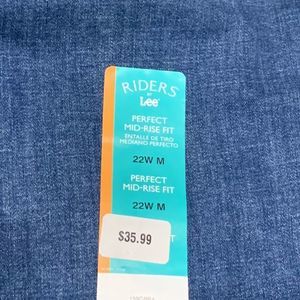 RIDERS
BY
Lee
PERFECT
MID-RISE FIT
ENTALLE DE TIRO
MEDIANO PERFECTO
22W M
PERFECT
MID-RISE FIT
22W M
$35.99
T